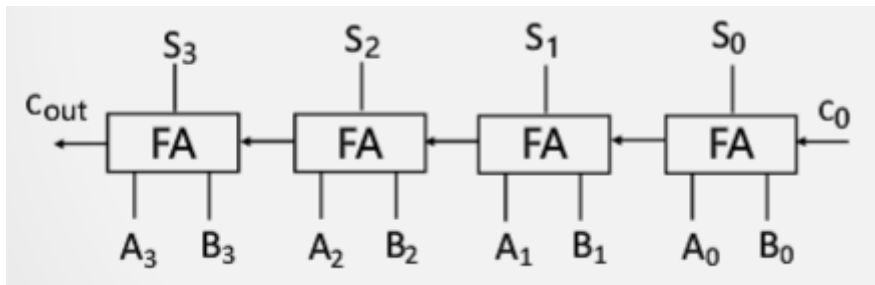 S₃ S₂ S₁ S₀
Cout C₀
FA FA FA FA
A₃ B₃ A₂ B₂ A₁ B₁ A₀ B₀